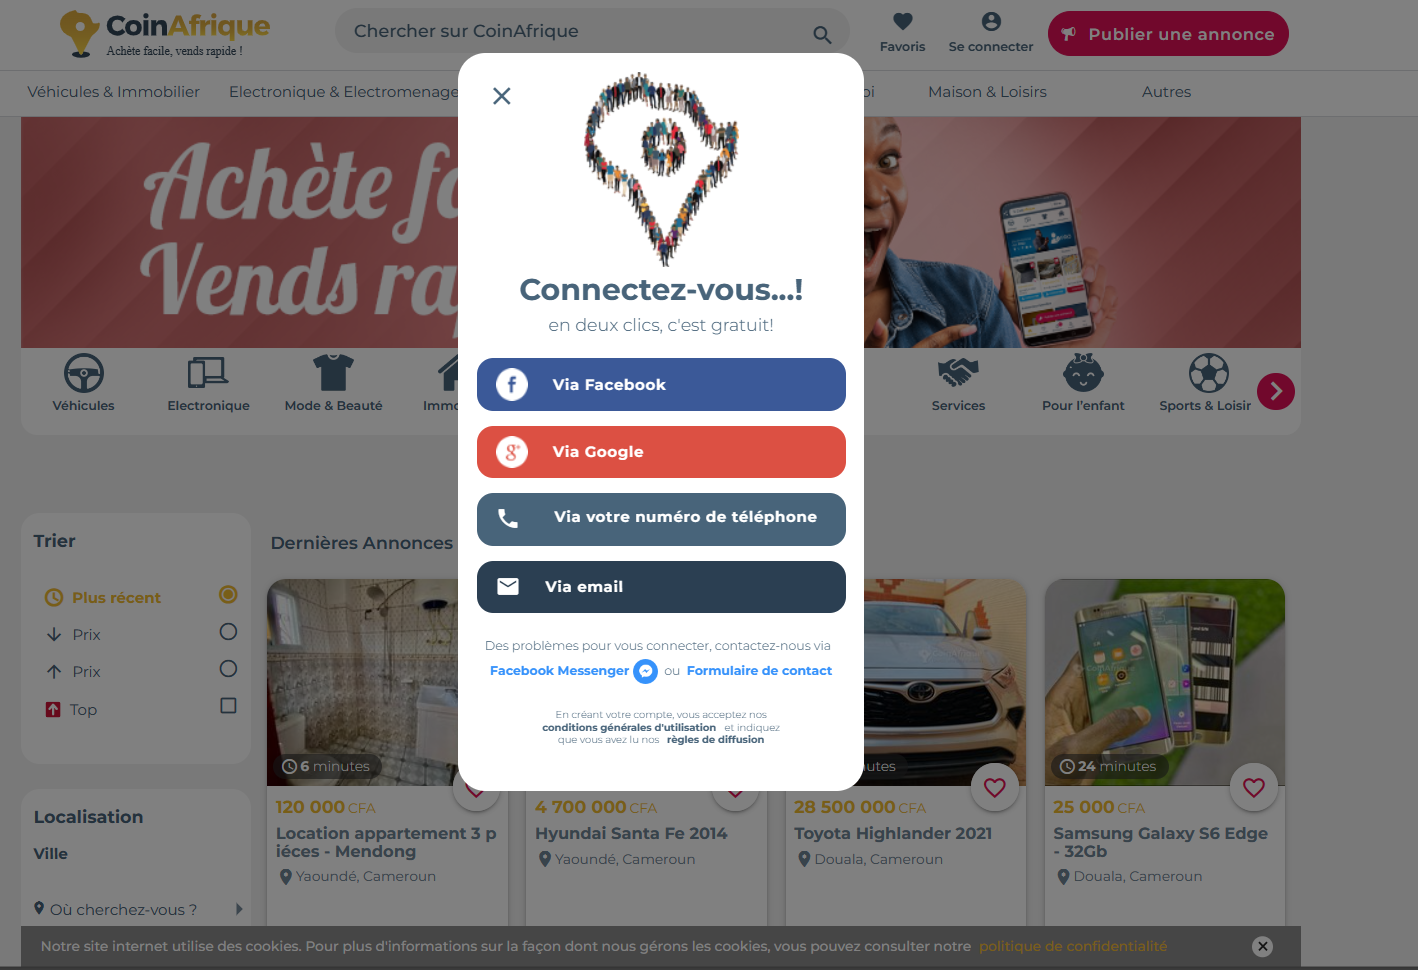 CoinAfrique
Achète facile, vends rapide !
Chercher sur CoinAfrique
Favoris
Se connecter
Publier une annonce
Véhicules & Immobilier
Electronique & Electromenage
Maison & Loisirs
Autres
Achète fa
Vends ra
Connectez-vous...!
en deux clics, c'est gratuit!
Via Facebook
Via Google
Via votre numéro de téléphone
Via email
Des problèmes pour vous connecter, contactez-nous via
Facebook Messenger ou Formulaire de contact
En créant votre compte, vous acceptez nos
conditions générales d'utilisation et indiquez
que vous avez lu nos règles de diffusion
Véhicules
Electronique
Mode & Beauté
Immo
Services
Pour l'enfant
Sports & Loisir
Trier
Plus récent
Prix
Prix
Top
Localisation
Ville
Où cherchez-vous ?
Dernières Annonces
6 minutes
120 000 CFA
Location appartement 3 p
iéces - Mendong
Yaoundé, Cameroun
4 700 000 CFA
Hyundai Santa Fe 2014
Yaoundé, Cameroun
utes
28 500 000 CFA
Toyota Highlander 2021
Douala, Cameroun
24 minutes
25 000 CFA
Samsung Galaxy S6 Edge
- 32Gb
Douala, Cameroun
Notre site internet utilise des cookies. Pour plus d'informations sur la façon dont nous gérons les cookies, vous pouvez consulter notre politique de confidentialité